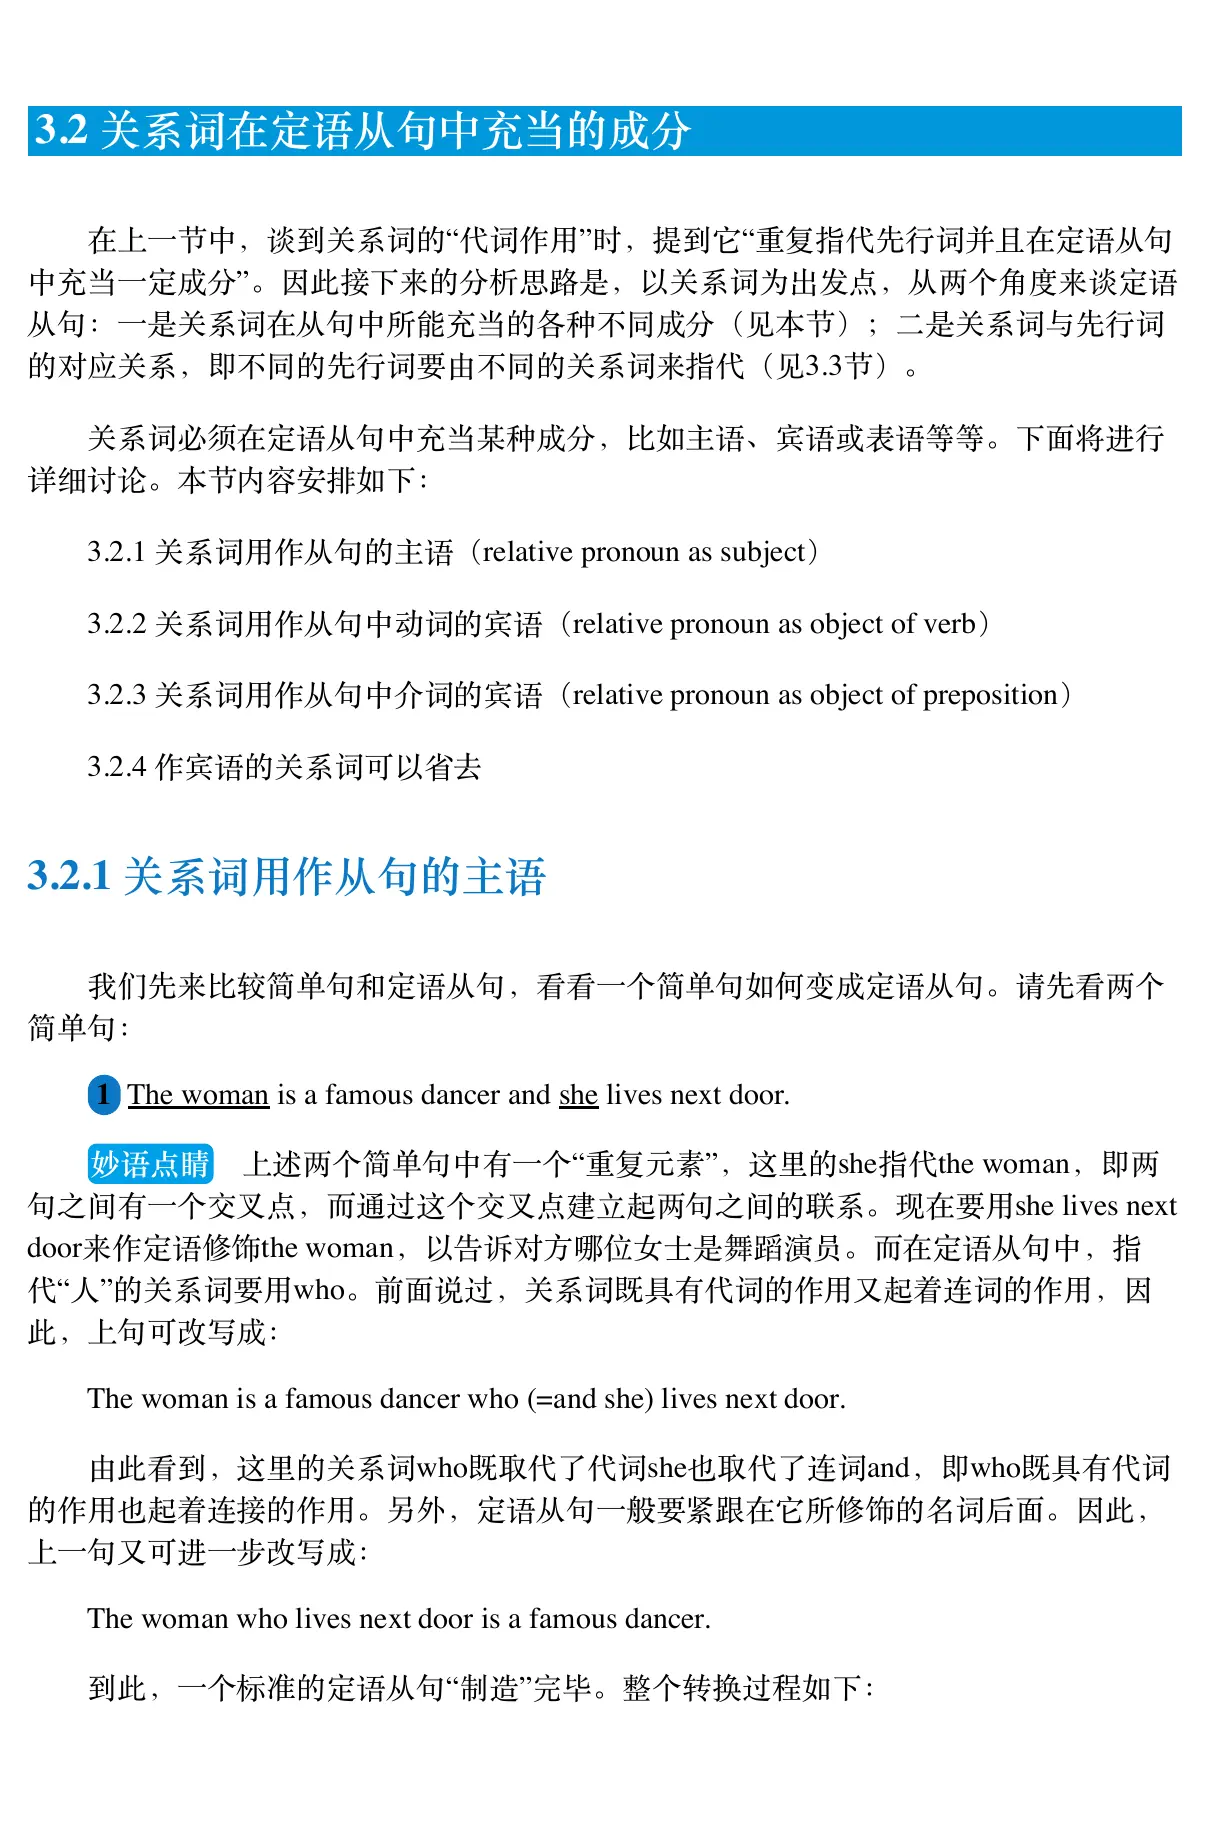 3.2 关系词在定语从句中充当的成分
在上一节中，谈到关系词的“代词作用”时，提到它“重复指代先行词并且在定语从句
中充当一定成分”。因此接下来的分析思路是，以关系词为出发点，从两个角度来谈定语
从句：一是关系词在从句中所能充当的各种不同成分（见本节）；二是关系词与先行词
的对应关系，即不同的先行词要由不同的关系词来指代（见3.3节）。
关系词必须在定语从句中充当某种成分，比如主语、宾语或表语等等。下面将进行
详细讨论。本节内容安排如下：
3.2.1 关系词用作从句的主语（relative pronoun as subject）
3.2.2 关系词用作从句中动词的宾语（relative pronoun as object of verb）
3.2.3 关系词用作从句中介词的宾语（relative pronoun as object of preposition）
3.2.4 作宾语的关系词可以省去
3.2.1 关系词用作从句的主语
我们先来比较简单句和定语从句，看看一个简单句如何变成定语从句。请先看两个
简单句：
1 The woman is a famous dancer and she lives next door.
妙语点睛 上述两个简单句中有一个“重复元素”，这里的she指代the woman，即两
句之间有一个交叉点，而通过这个交叉点建立起两句之间的联系。现在要用she lives next
door来作定语修饰the woman，以告诉对方哪位女士是舞蹈演员。而在定语从句中，指
代“人”的关系词要用who。前面说过，关系词既具有代词的作用又起着连词的作用，因
此，上句可改写成：
The woman is a famous dancer who (=and she) lives next door.
由此看到，这里的关系词who既取代了代词she也取代了连词and，即who既具有代词
的作用也起着连接的作用。另外，定语从句一般要紧跟在它所修饰的名词后面。因此，
上一句又可进一步改写成：
The woman who lives next door is a famous dancer.
到此，一个标准的定语从句“制造”完毕。整个转换过程如下：